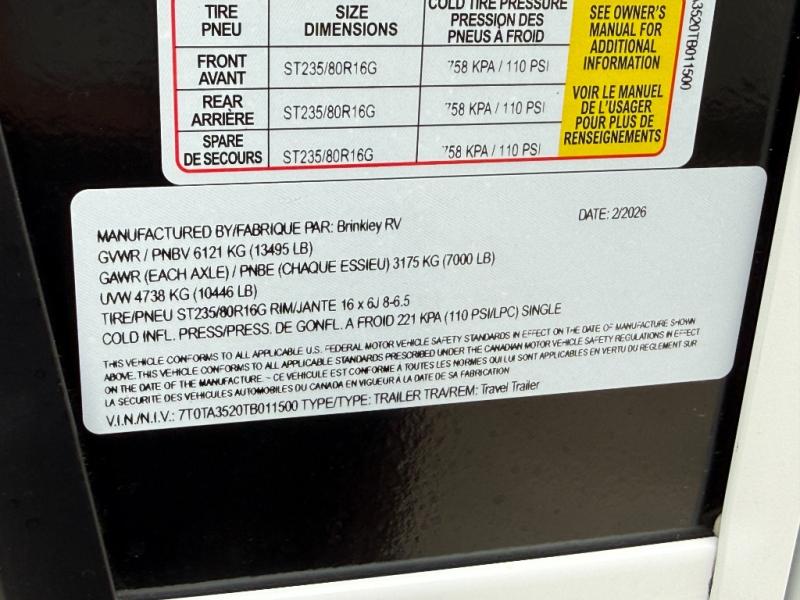 TIRE PNEU
SIZE DIMENSIONS
COLD TIRE PRESSURE PRESSION DES PNEUS À FROID
FRONT AVANT ST235/80R16G 758 KPA / 110 PSI
REAR ARRIÈRE ST235/80R16G 758 KPA / 110 PSI
SPARE DE SECOURS ST235/80R16G 758 KPA / 110 PSI
SEE OWNER'S
MANUAL FOR
ADDITIONAL
INFORMATION
VOIR LE MANUEL
DE L'USAGER
POUR PLUS DE
RENSEIGNEMENTS
A3520TB011500
DATE: 2/2026
MANUFACTURED BY/FABRIQUE PAR: Brinkley RV
GVWR / PNBV 6121 KG (13495 LB)
GAWR (EACH AXLE) / PNBE (CHAQUE ESSIEU) 3175 KG (7000 LB)
UVW 4738 KG (10446 LB)
TIRE/PNEU ST235/80R16G RIM/JANTE 16 x 6J 8-6.5
COLD INFL. PRESS/PRESS. DE GONFL. A FROID 221 KPA (110 PSI/LPC) SINGLE
THIS VEHICLE CONFORMS TO ALL APPLICABLE U.S. FEDERAL MOTOR VEHICLE SAFETY STANDARDS IN EFFECT ON THE DATE OF MANUFACTURE SHOWN
ABOVE. THIS VEHICLE CONFORMS TO ALL APPLICABLE STANDARDS PRESCRIBED UNDER THE CANADIAN MOTOR VEHICLE SAFETY REGULATIONS IN EFFECT
ON THE DATE OF THE MANUFACTURE. - CE VEHICULE EST CONFORME A TOUTES LES NORMES QUI LUI SONT APPLICABLES EN VERTU DU REGLEMENT SUR
LA SÉCURITÉ DES VEHICULES AUTOMOBILES DU CANADA EN VIGUEUR A LA DATE DE SA FABRICATION
V.I.N./N.I.V.: 7T0TA3520TB011500 TYPE/TYPE: TRAILER TRA/REM: Travel Trailer